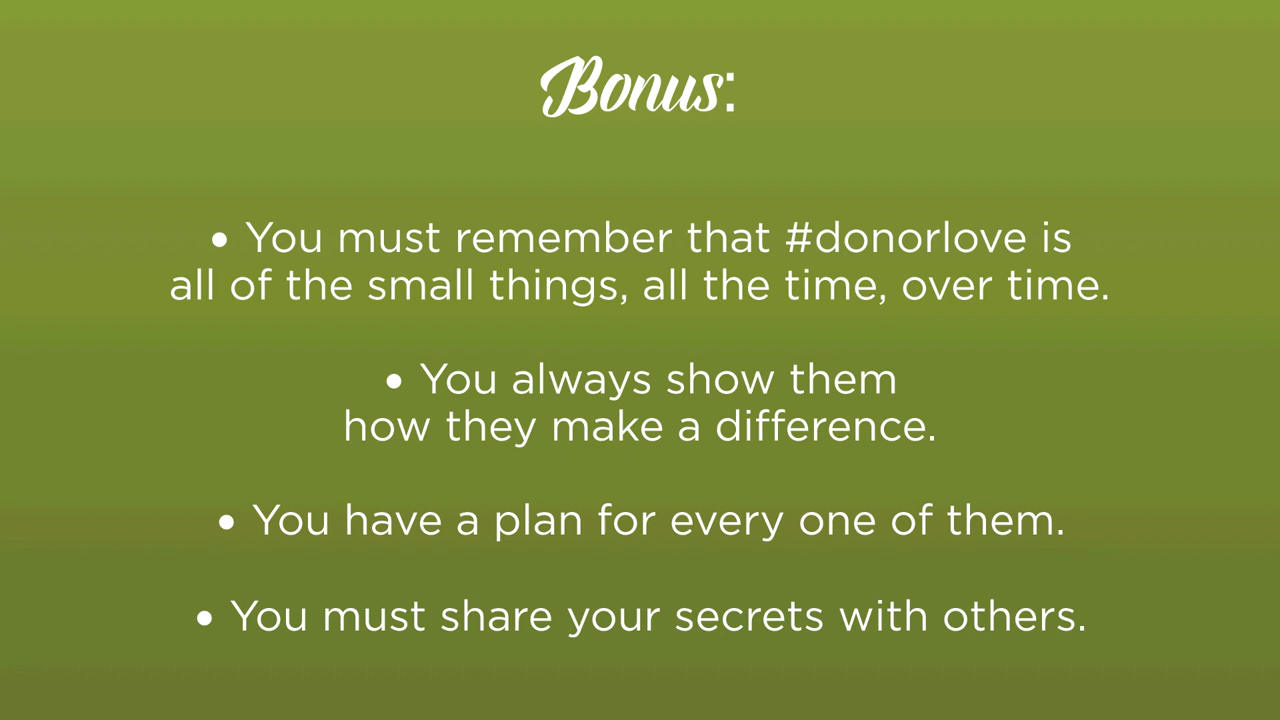 Bonus:
• You must remember that #donorlove is
all of the small things, all the time, over time.
• You always show them
how they make a difference.
• You have a plan for every one of them.
• You must share your secrets with others.